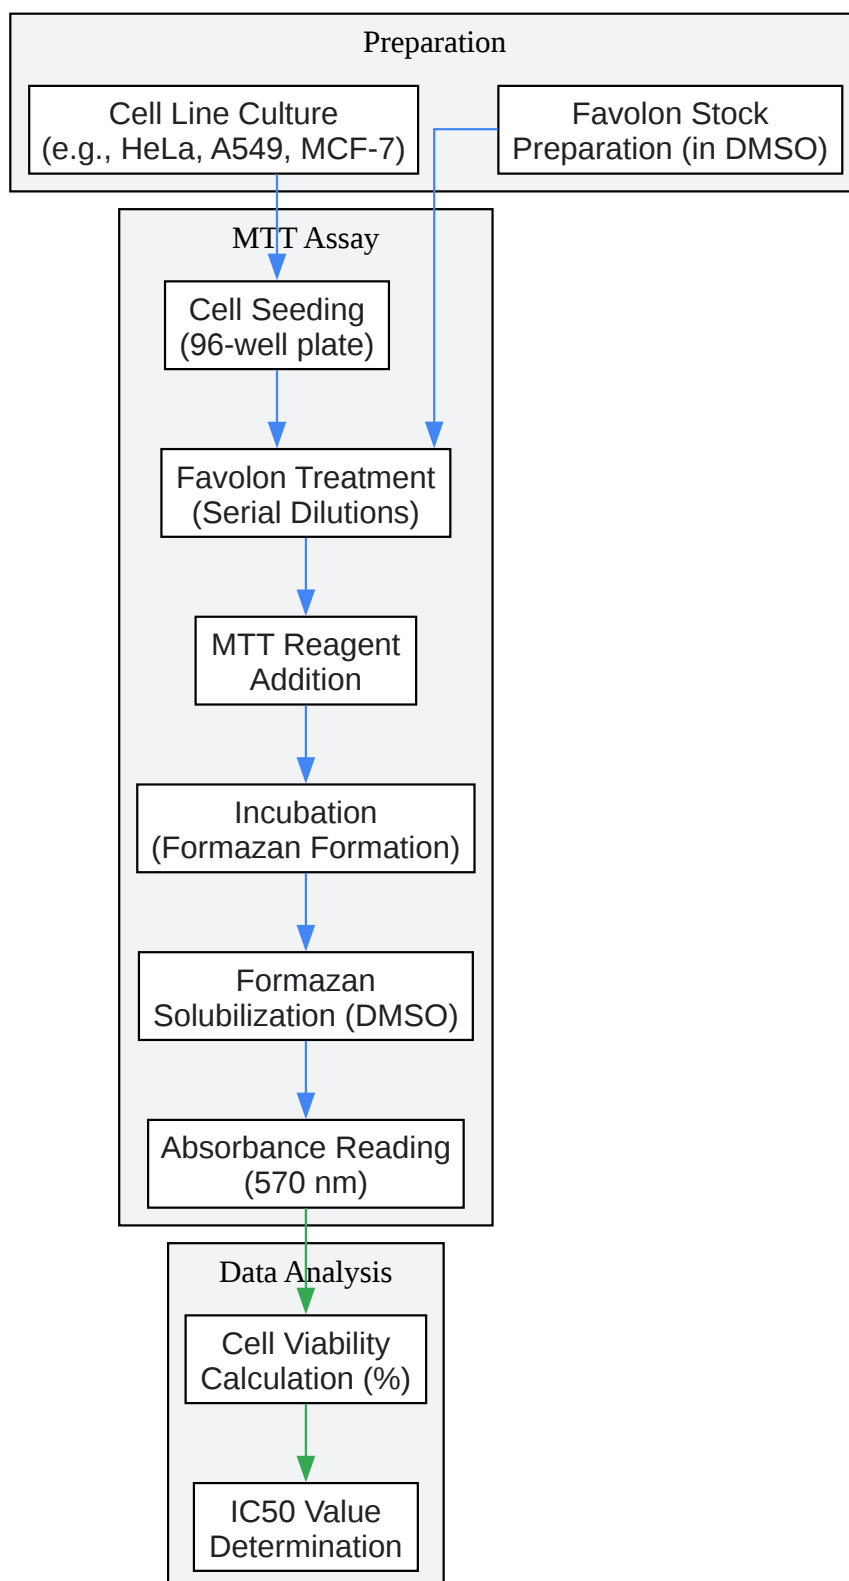 Preparation
Cell Line Culture
(e.g., HeLa, A549, MCF-7)
Favolon Stock
Preparation (in DMSO)
MTT Assay
Cell Seeding
(96-well plate)
Favolon Treatment
(Serial Dilutions)
MTT Reagent
Addition
Incubation
(Formazan Formation)
Formazan
Solubilization (DMSO)
Absorbance Reading
(570 nm)
Data Analysis
Cell Viability
Calculation (%)
IC50 Value
Determination